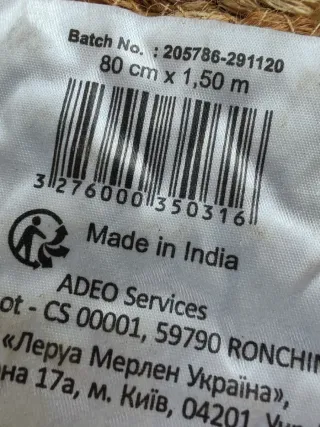 Batch No. : 205786-291120
80 cm x 1,50 m
3 276000 350316
Made in India
ADEO Services
ot - CS 00001, 59790 RONCHIN
«Леруа Мерлен Україна»,
на 17а, м. Київ, 04201, Укр